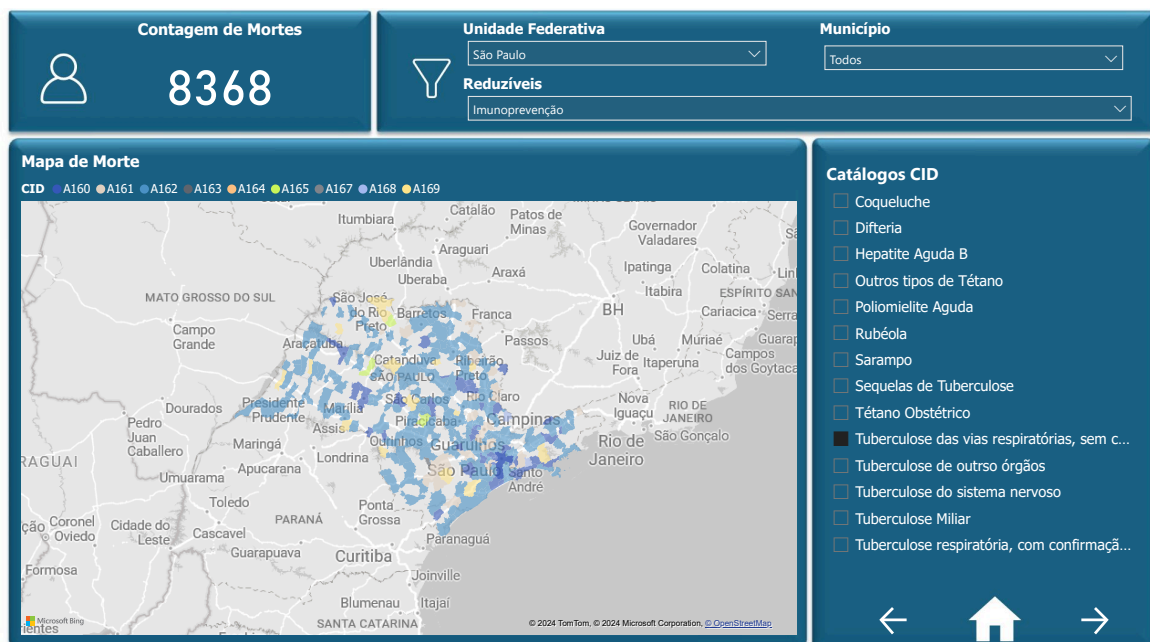 Contagem de Mortes
8368
Unidade Federativa
São Paulo
Município
Todos
Reduzíveis
Imunoprevenção
Mapa de Morte
CID A160 A161 A162 A163 A164 A165 A167 A168 A169
Itumbiara
Catalão
Patos de
Minas
Governador
Valadares
Araguari
Uberlândia
Uberaba
Araxá
Ipatinga
Colatina
Itabira
MATO GROSSO DO SUL
ESPÍRITO SAN
São José
do Rio
Preto
Barretos
Franca
BH
Cariacica
Serra
Campo
Grande
Passos
Ubá
Muriaé
Guarap
Araçatuba
Catanduva
Ribeirão
Preto
Juiz de
Fora
Itaperuna
Campos
dos Goytaca
SÃO PAULO
São Carlos
Rio Claro
Nova
Iguaçu
RIO DE
JANEIRO
Dourados
Presidente
Prudente
Marília
Pedro
Juan
Caballero
Assis
Piracicaba
Campinas
São Gonçalo
Maringá
Ourinhos
Guarulhos
Rio de
Janeiro
Londrina
RAGUAI
Apucarana
São Paulo
Santo
André
Umuarama
Toledo
Ponta
Grossa
PARANÁ
ção
Coronel
Oviedo
Cidade do
Leste
Cascavel
Guarapuava
Paranaguá
Curitiba
Formosa
Joinville
Blumenau
Itajaí
SANTA CATARINA
Microsoft Bing
© 2024 TomTom, © 2024 Microsoft Corporation, © OpenStreetMap
Catálogos CID
Coqueluche
Difteria
Hepatite Aguda B
Outros tipos de Tétano
Poliomielite Aguda
Rubéola
Sarampo
Sequelas de Tuberculose
Tétano Obstétrico
Tuberculose das vias respiratórias, sem c...
Tuberculose de outrso órgãos
Tuberculose do sistema nervoso
Tuberculose Miliar
Tuberculose respiratória, com confirmaçã...